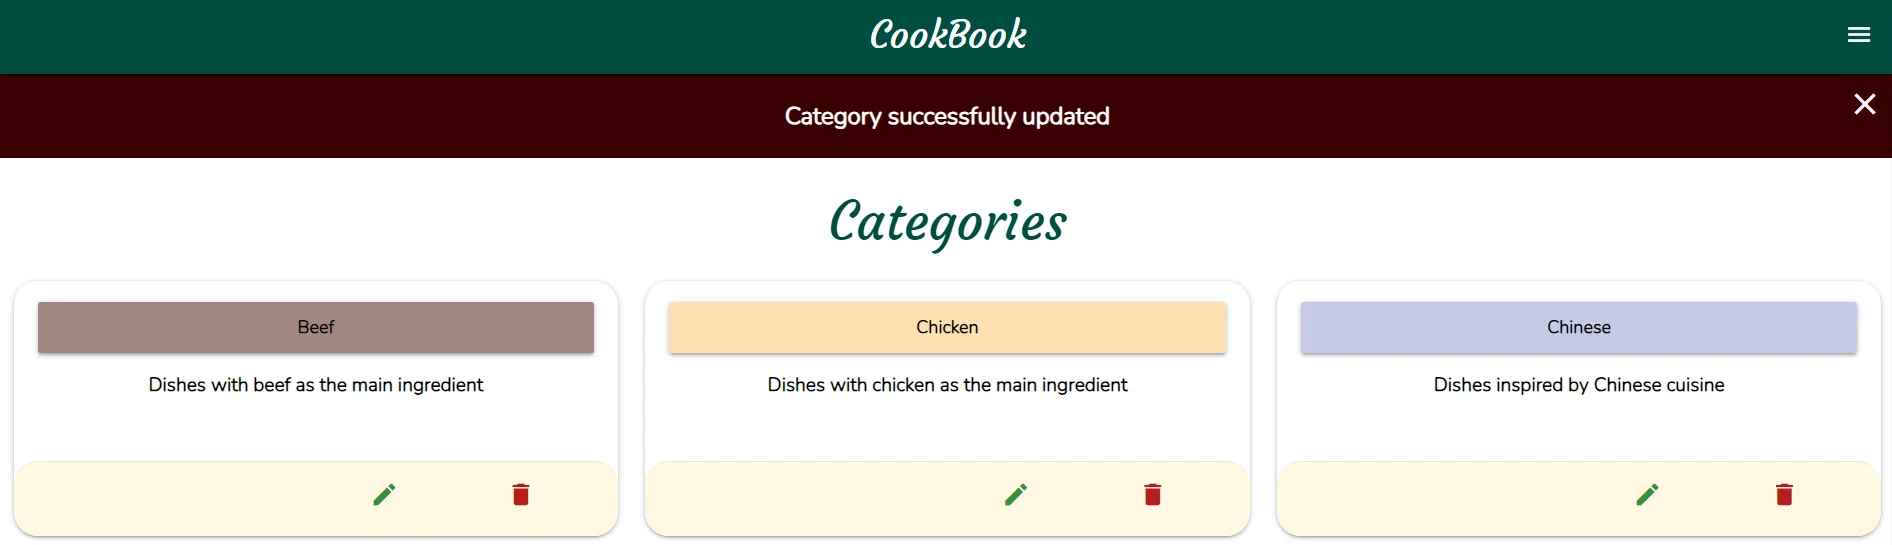 CookBook
Category successfully updated
Categories
Beef
Dishes with beef as the main ingredient
Chicken
Dishes with chicken as the main ingredient
Chinese
Dishes inspired by Chinese cuisine